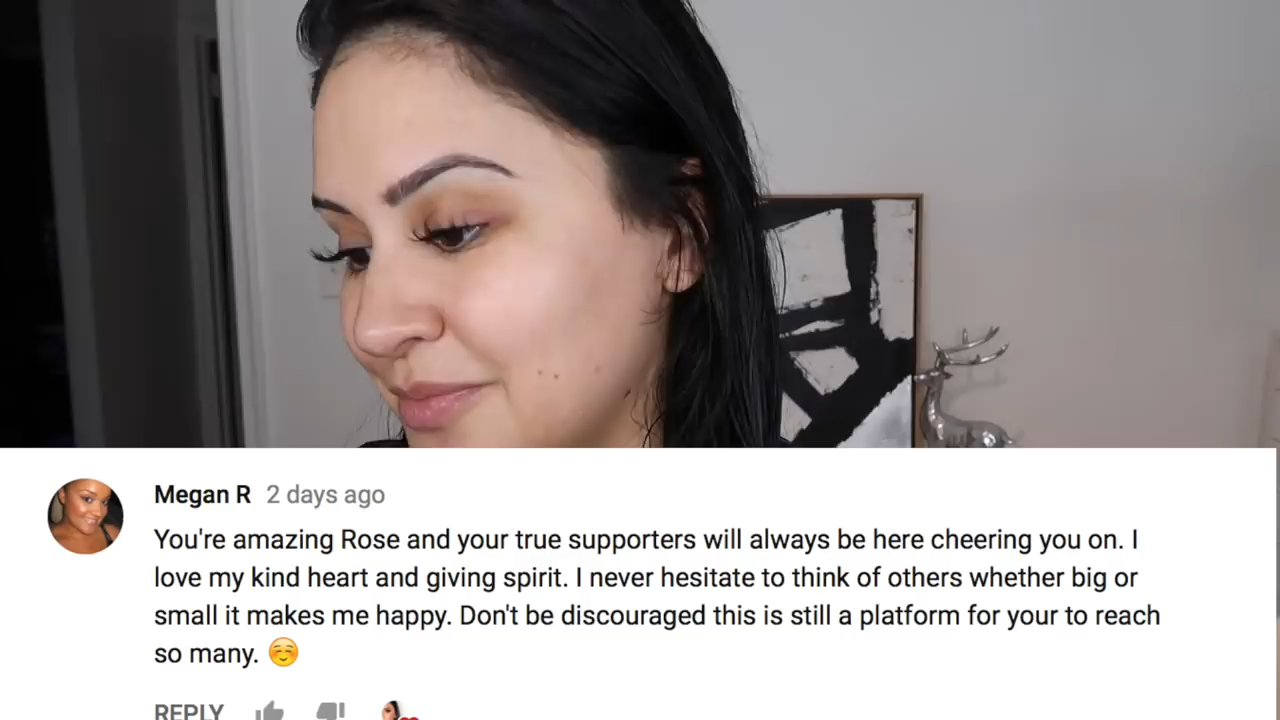 Megan R 2 days ago
You're amazing Rose and your true supporters will always be here cheering you on. I
love my kind heart and giving spirit. I never hesitate to think of others whether big or
small it makes me happy. Don't be discouraged this is still a platform for your to reach
so many. ☺️
REPLY